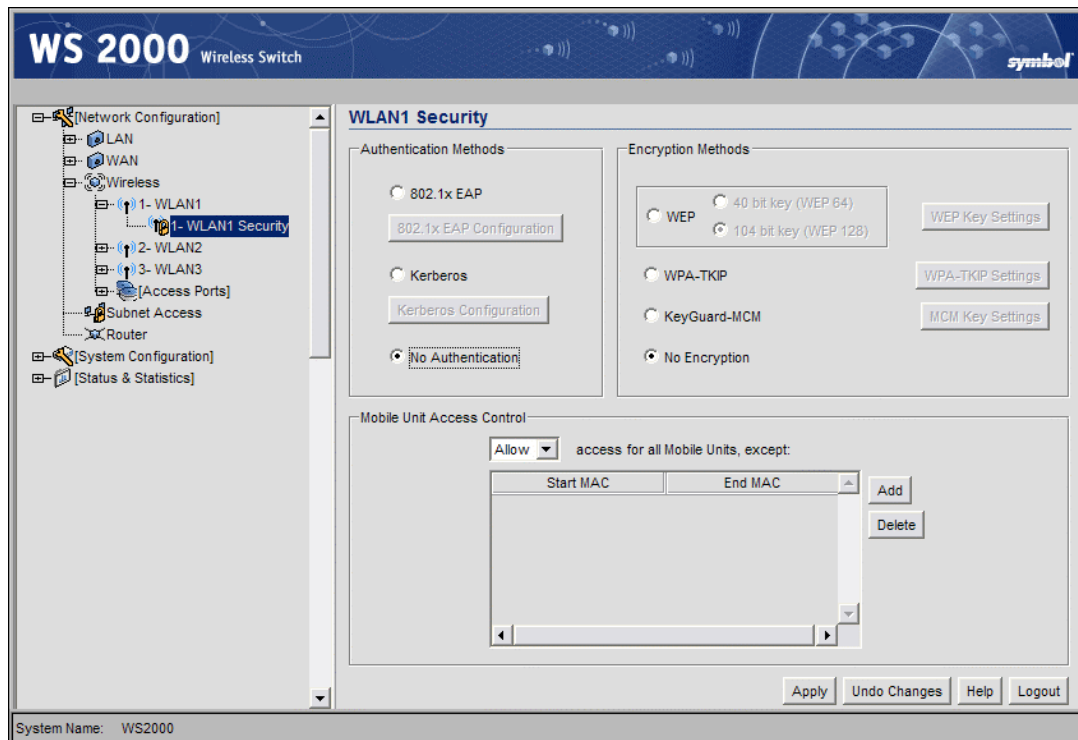 WS 2000 Wireless Switch
symbol
[Network Configuration]
LAN
WAN
Wireless
1- WLAN1
1- WLAN1 Security
2- WLAN2
3- WLAN3
[Access Ports]
Subnet Access
Router
[System Configuration]
[Status & Statistics]
WLAN1 Security
Authentication Methods
802.1x EAP
802.1x EAP Configuration
Kerberos
Kerberos Configuration
No Authentication
Encryption Methods
WEP
40 bit key (WEP 64)
104 bit key (WEP 128)
WEP Key Settings
WPA-TKIP
WPA-TKIP Settings
KeyGuard-MCM
MCM Key Settings
No Encryption
Mobile Unit Access Control
Allow access for all Mobile Units, except:
Start MAC End MAC
Add
Delete
Apply Undo Changes Help Logout
System Name: WS2000